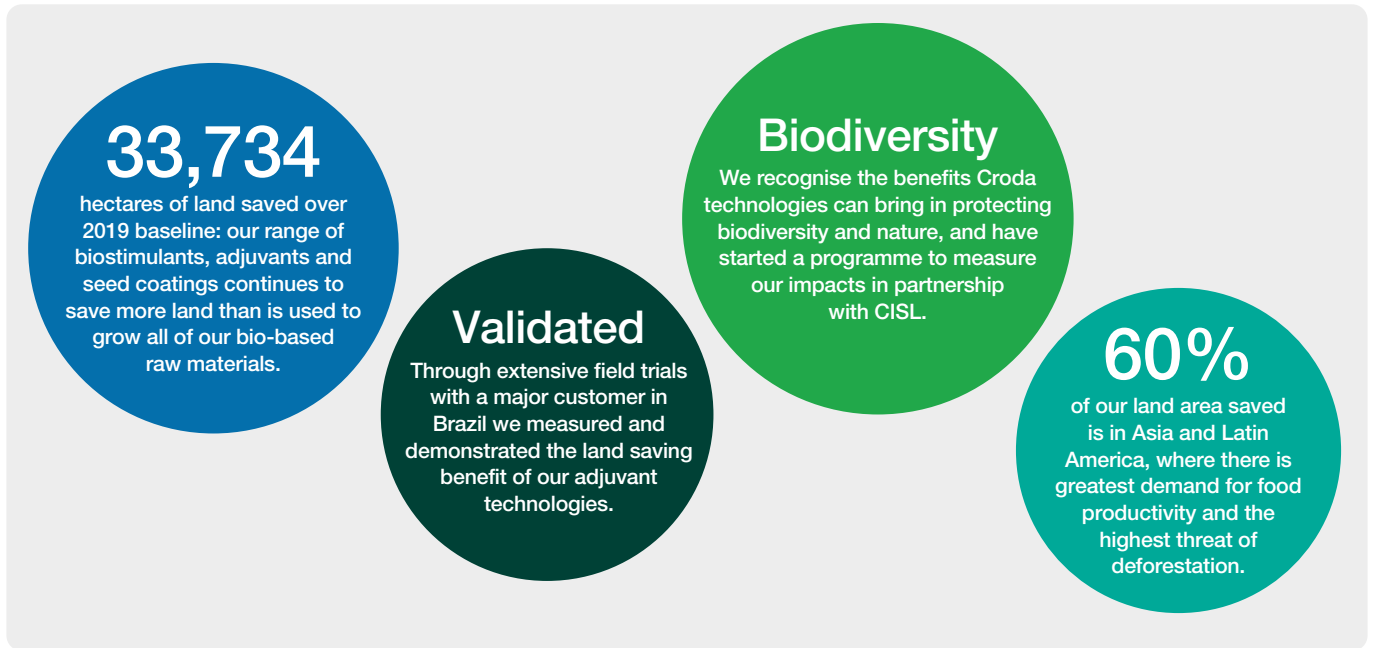 33,734
hectares of land saved over
2019 baseline: our range of
biostimulants, adjuvants and
seed coatings continues to
save more land than is used to
grow all of our bio-based
raw materials.
Validated
Through extensive field trials
with a major customer in
Brazil we measured and
demonstrated the land saving
benefit of our adjuvant
technologies.
Biodiversity
We recognise the benefits Croda
technologies can bring in protecting
biodiversity and nature, and have
started a programme to measure
our impacts in partnership
with CISL.
60%
of our land area saved
is in Asia and Latin
America, where there is
greatest demand for food
productivity and the
highest threat of
deforestation.